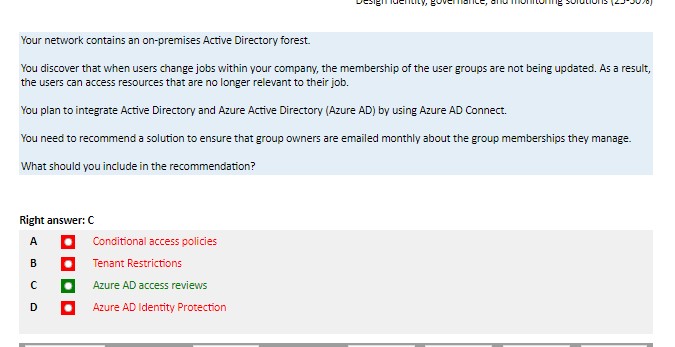 Design identity, governance, and monitoring solutions (25-30%)
Your network contains an on-premises Active Directory forest.
You discover that when users change jobs within your company, the membership of the user groups are not being updated. As a result,
the users can access resources that are no longer relevant to their job.
You plan to integrate Active Directory and Azure Active Directory (Azure AD) by using Azure AD Connect.
You need to recommend a solution to ensure that group owners are emailed monthly about the group memberships they manage.
What should you include in the recommendation?
Right answer: C
A Conditional access policies
B Tenant Restrictions
C Azure AD access reviews
D Azure AD Identity Protection